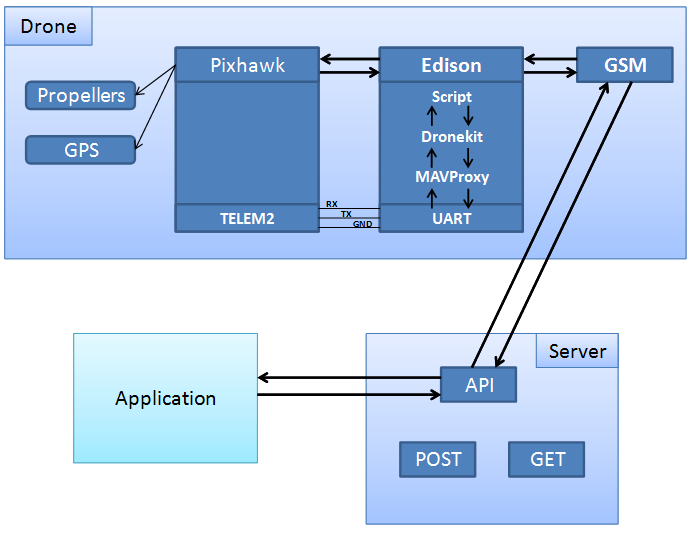 Drone
Pixhawk
Edison
GSM
Propellers
GPS
Script
Dronekit
MAVProxy
RX
TX
GND
TELEM2
UART
Server
Application
API
POST
GET